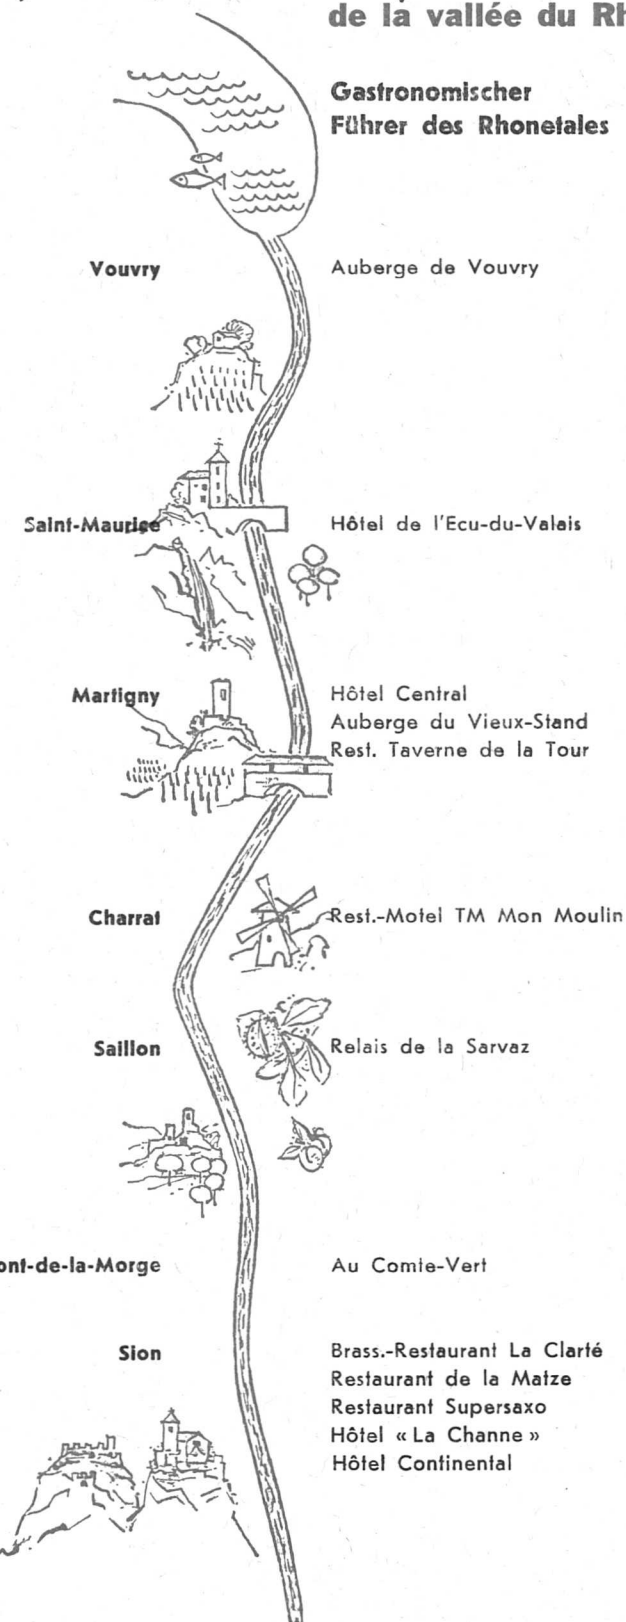 de la vallée du
Gastronomischer
Führer des Rhonetales
Vouvry
Auberge de Vouvry
Saint-Maurice
Hôtel de l'Ecu-du-Valais
Martigny
Hôtel Central
Auberge du Vieux-Stand
Rest. Taverne de la Tour
Charrat
Rest.-Motel TM Mon Moulin
Saillon
Relais de la Sarvaz
ont-de-la-Morge
Au Comte-Vert
Sion
Brass.-Restaurant La Clarté
Restaurant de la Matze
Restaurant Supersaxo
Hôtel « La Channe »
Hôtel Continental